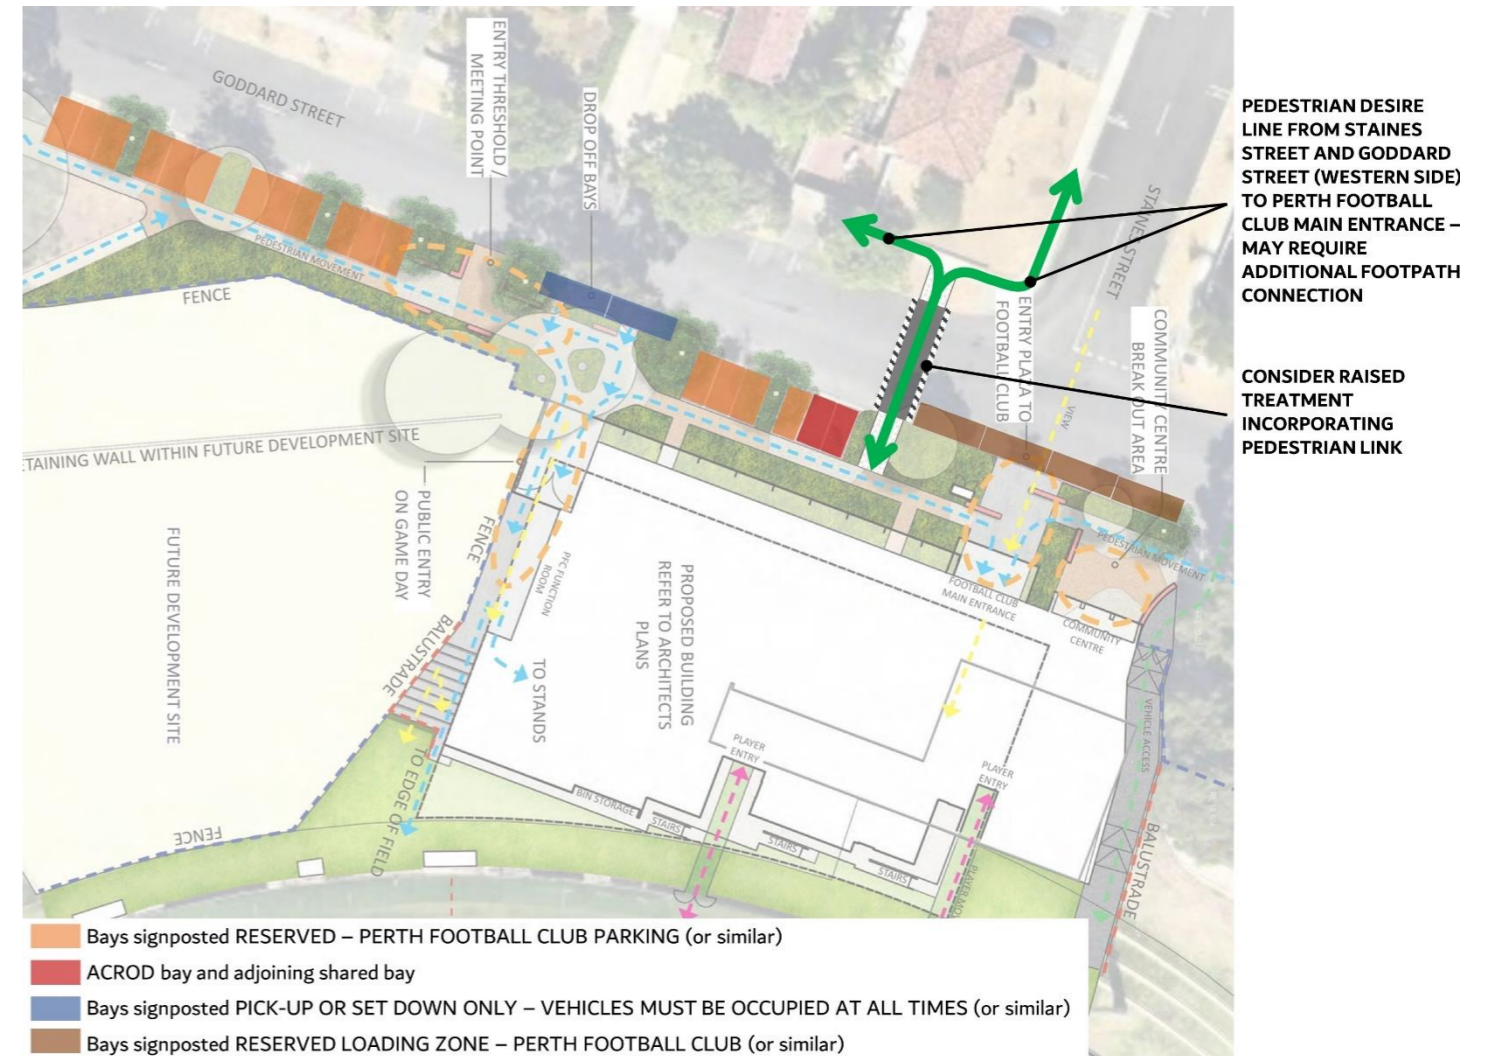 GODDARD STREET
ENTRY THRESHOLD /
MEETING POINT
DROP OFF BAYS
STAINES STREET
PEDESTRIAN DESIRE
LINE FROM STAINES
STREET AND GODDARD
STREET (WESTERN SIDE)
TO PERTH FOOTBALL
CLUB MAIN ENTRANCE –
MAY REQUIRE
ADDITIONAL FOOTPATH
CONNECTION
CONSIDER RAISED
TREATMENT
INCORPORATING
PEDESTRIAN LINK
PEDESTRIAN MOVEMENT
FENCE
ENTRY PLAZA TO
FOOTBALL CLUB
COMMUNITY CENTRE
BREAK OUT AREA
VIEW
TAINING WALL WITHIN FUTURE DEVELOPMENT SITE
PUBLIC ENTRY
ON GAME DAY
FENCE
PFC FUNCTION
ROOM
FUTURE DEVELOPMENT SITE
PROPOSED BUILDING
REFER TO ARCHITECTS
PLANS
PEDESTRIAN MOVEMENT
FOOTBALL CLUB
MAIN ENTRANCE
COMMUNITY
CENTRE
BALUSTRADE
TO STANDS
VEHICLE ACCESS
PLAYER
ENTRY
PLAYER
ENTRY
TO EDGE OF FIELD
BIN STORAGE
STAIRS
STAIRS
STAIRS
FENCE
BALUSTRADE
PLAYER MO
Bays signposted RESERVED – PERTH FOOTBALL CLUB PARKING (or similar)
ACROD bay and adjoining shared bay
Bays signposted PICK-UP OR SET DOWN ONLY – VEHICLES MUST BE OCCUPIED AT ALL TIMES (or similar)
Bays signposted RESERVED LOADING ZONE – PERTH FOOTBALL CLUB (or similar)